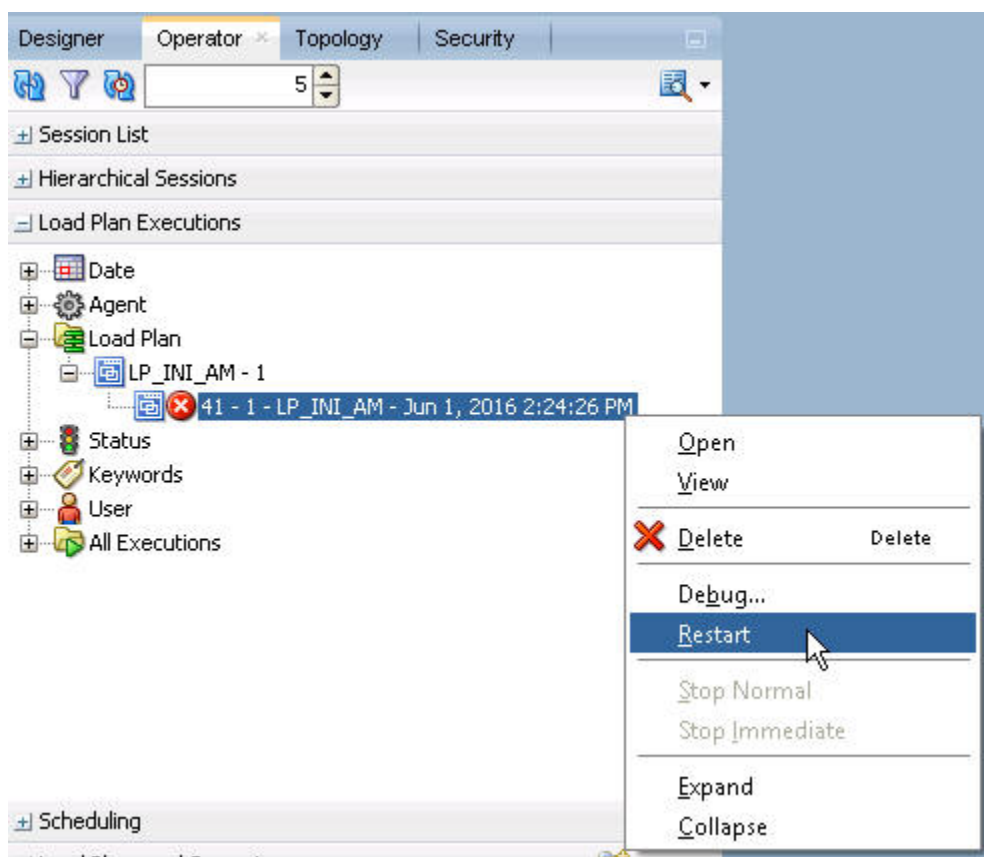 Designer Operator Topology Security
5
Session List
Hierarchical Sessions
Load Plan Executions
Date
Agent
Load Plan
LP_INI_AM - 1
41 - 1 - LP_INI_AM - Jun 1, 2016 2:24:26 PM
Status
Keywords
User
All Executions
Open
View
Delete Delete
Debug...
Restart
Stop Normal
Stop Immediate
Expand
Collapse
Scheduling